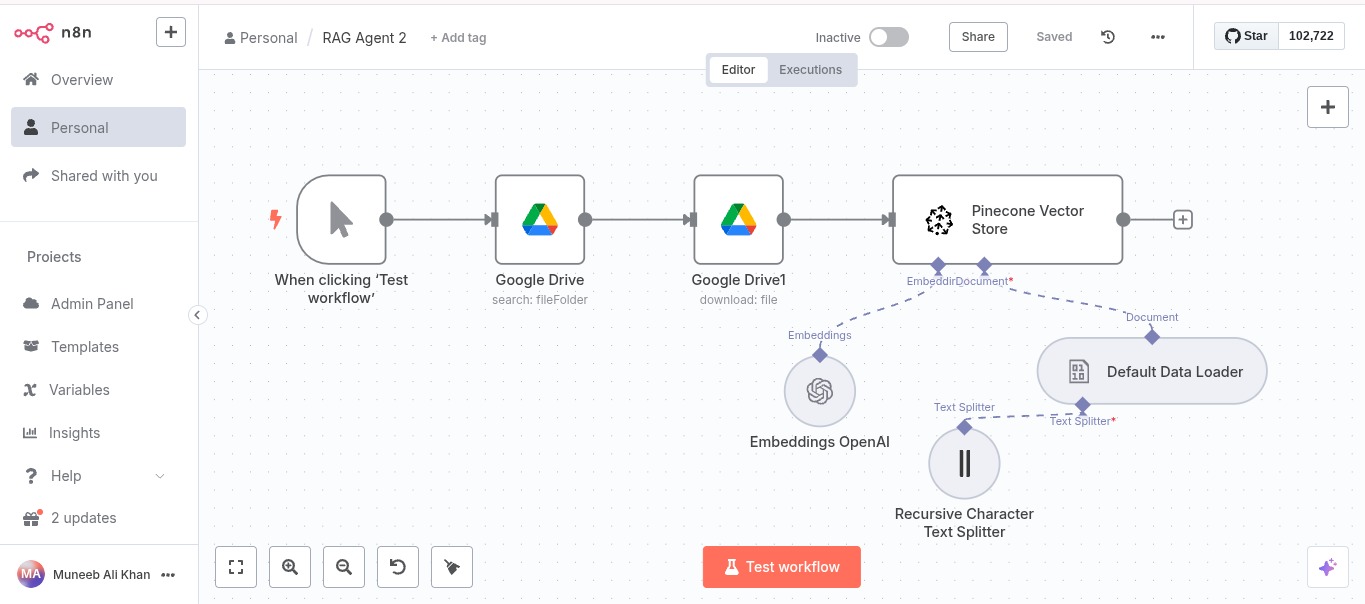 n8n
Personal / RAG Agent 2 + Add tag
Inactive
Share
Saved
Star 102,722
Editor Executions
Overview
Personal
Shared with you
Projects
Admin Panel
Templates
Variables
Insights
Help
2 updates
MA Muneeb Ali Khan
When clicking ‘Test
workflow’
Google Drive
search: fileFolder
Google Drive1
download: file
Pinecone Vector
Store
Embeddin
Document*
Embeddings
Document
Embeddings OpenAI
Default Data Loader
Text Splitter
Text Splitter*
Recursive Character
Text Splitter
Test workflow